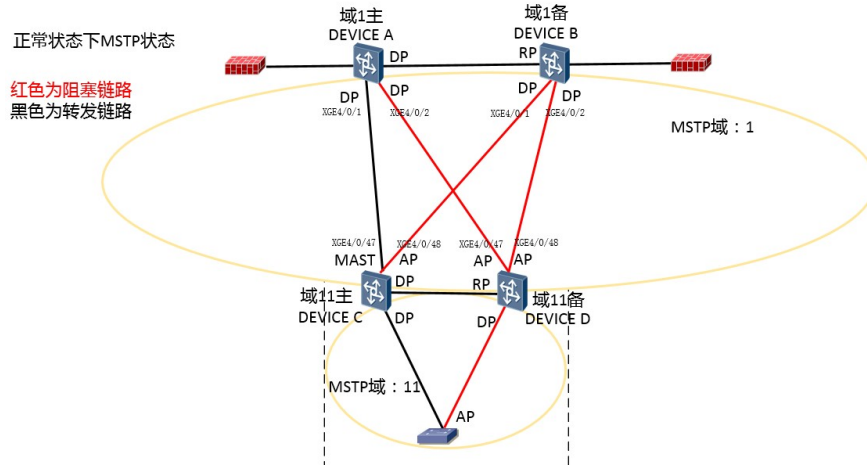 域1主
DEVICE A
域1备
DEVICE B
正常状态下MSTP状态
红色为阻塞链路
黑色为转发链路
DP
RP
DP
DP
DP
DP
XGE4/0/1
XGE4/0/2
XGE4/0/1
XGE4/0/2
MSTP域：1
XGE4/0/47
XGE4/0/48
XGE4/0/47
XGE4/0/48
MAST
AP
AP
AP
DP
RP
域11主
DEVICE C
域11备
DEVICE D
DP
DP
MSTP域：11
AP